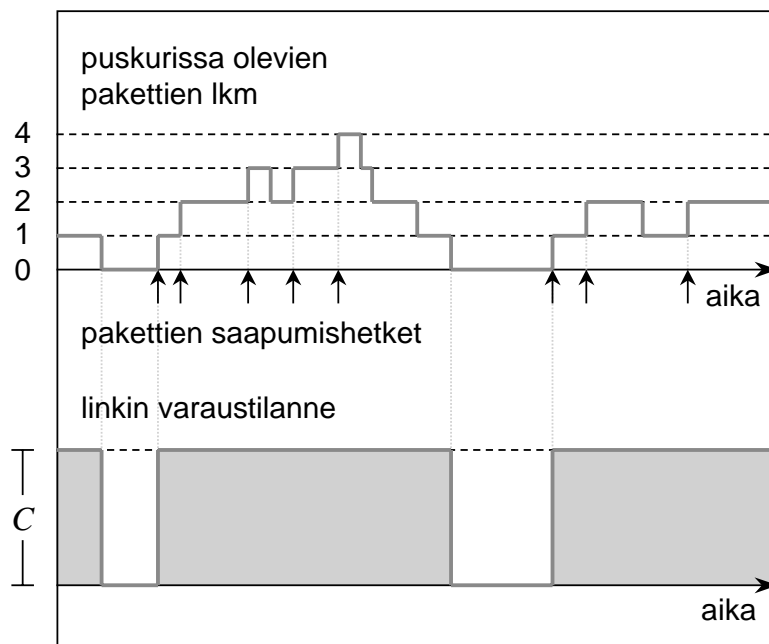 puskurissa olevien
pakettien lkm
4
3
2
1
0
aika
pakettien saapumishetket
linkin varaustilanne
C
aika